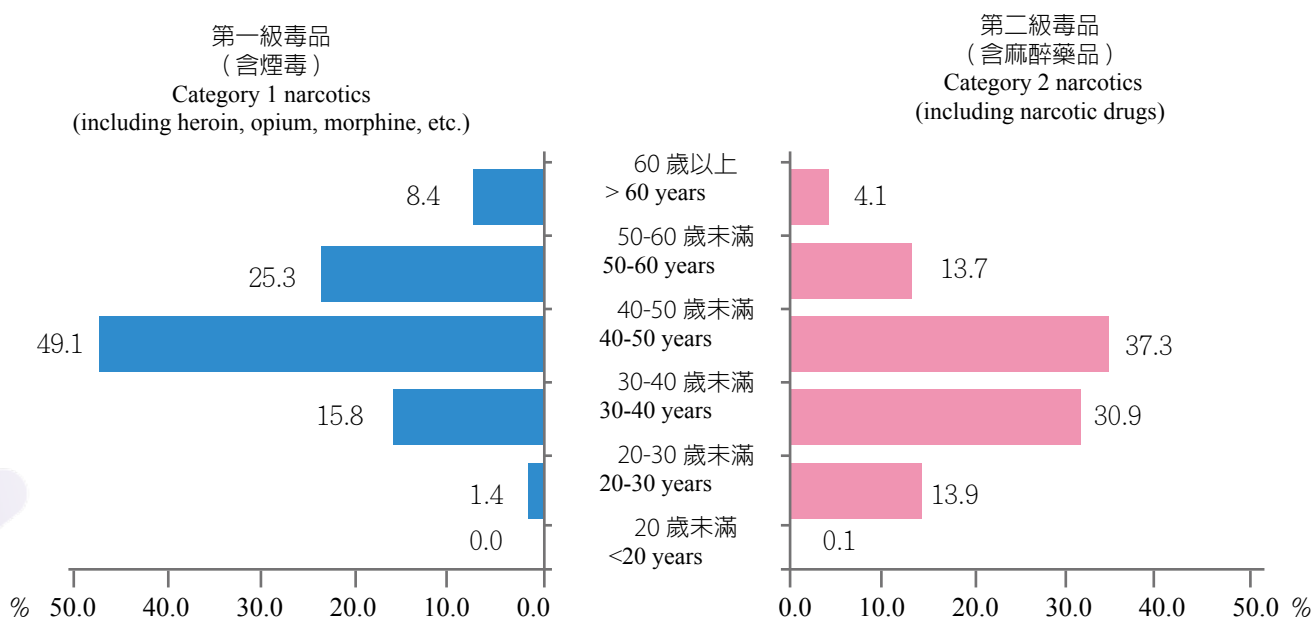 第一級毒品
（含煙毒）
Category 1 narcotics
(including heroin, opium, morphine, etc.)
第二級毒品
（含麻醉藥品）
Category 2 narcotics
(including narcotic drugs)
8.4
60 歲以上
> 60 years
4.1
25.3
50-60 歲未滿
50-60 years
13.7
49.1
40-50 歲未滿
40-50 years
37.3
15.8
30-40 歲未滿
30-40 years
30.9
1.4
20-30 歲未滿
20-30 years
13.9
0.0
20 歲未滿
<20 years
0.1
% 50.0 40.0 30.0 20.0 10.0 0.0
0.0 10.0 20.0 30.0 40.0 50.0 %